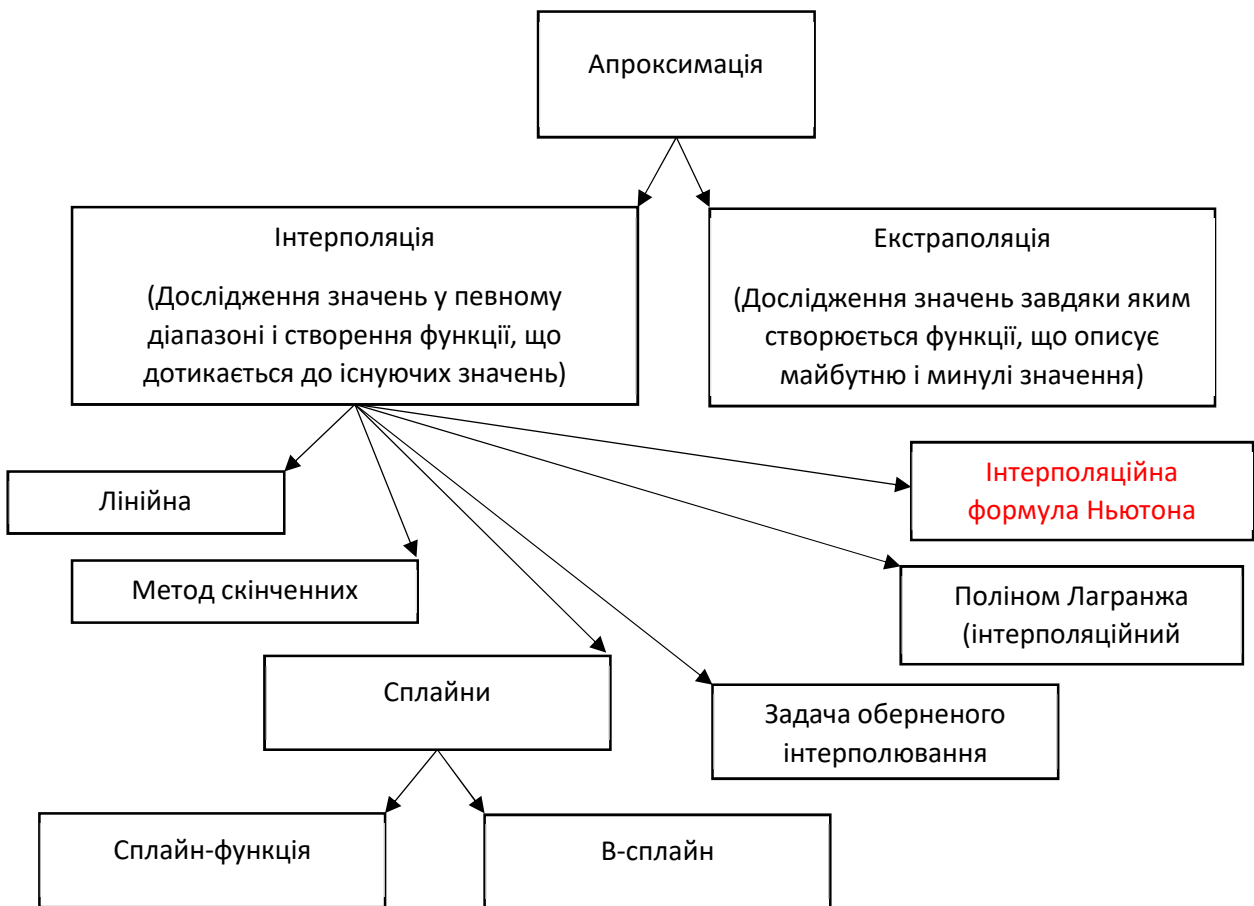 Апроксимація
Інтерполяція
(Дослідження значень у певному
діапазоні і створення функції, що
дотикається до існуючих значень)
Екстраполяція
(Дослідження значень завдяки яким
створюється функції, що описує
майбутню і минулі значення)
Лінійна
Інтерполяційна
формула Ньютона
Метод скінченних
Поліном Лагранжа
(інтерполяційний
Сплайни
Задача оберненого
інтерполювання
Сплайн-функція
В-сплайн